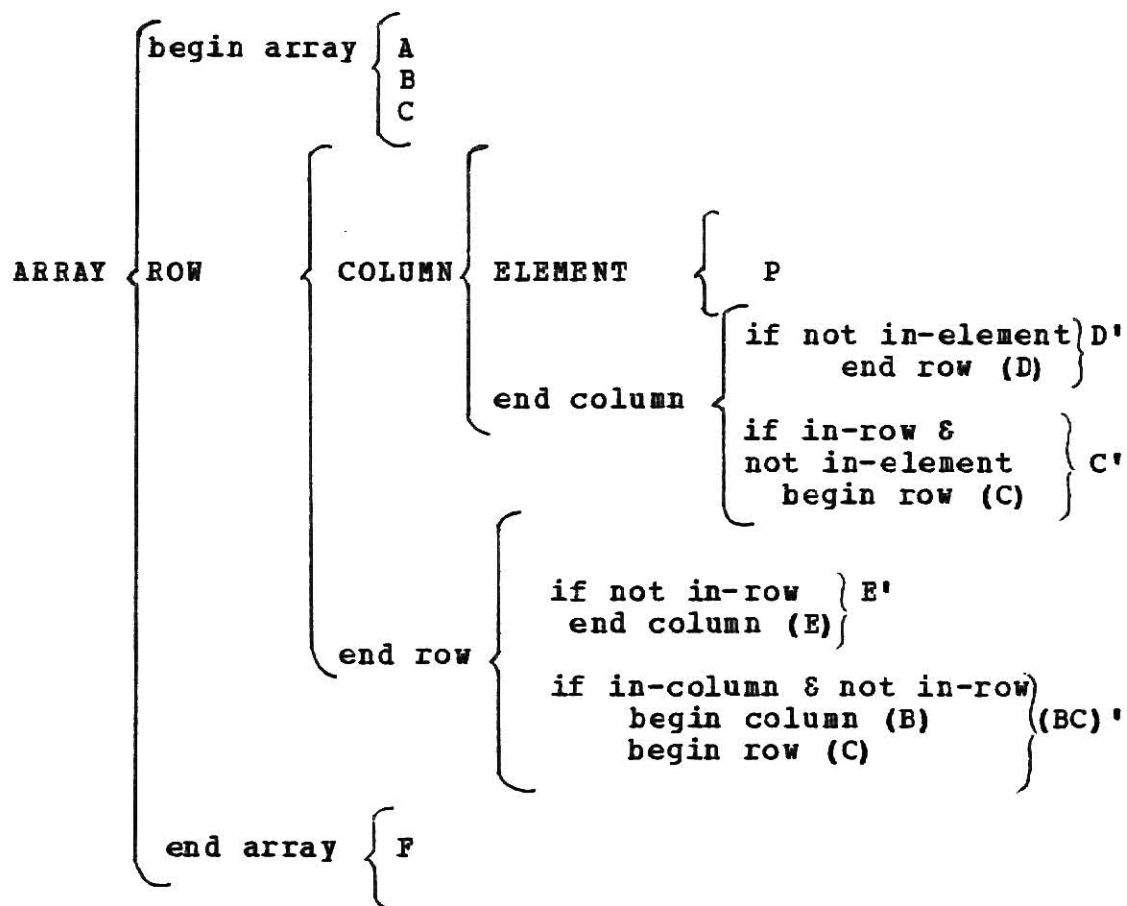 begin array A
B
C
ARRAY ROW COLUMN ELEMENT P
if not in-element D'
end row (D)
end column
if in-row &
not in-element C'
begin row (C)
if not in-row E'
end column (E)
end row
if in-column & not in-row
begin column (B) (BC)'
begin row (C)
end array F